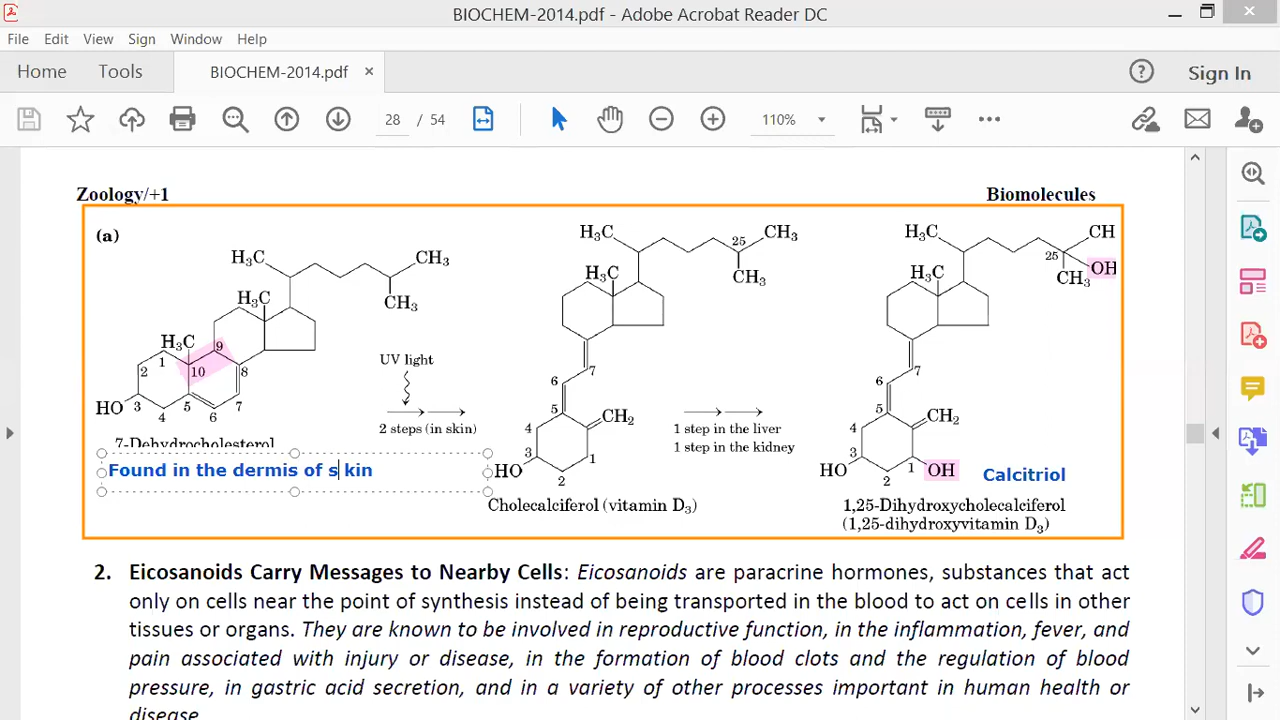 BIOCHEM-2014.pdf - Adobe Acrobat Reader DC
File Edit View Sign Window Help
Home Tools BIOCHEM-2014.pdf × Sign In
28 / 54 110%
Zoology/+1 Biomolecules
(a)
H₃C CH₃ CH₃ H₃C H₃C
1 2 3 4 5 6 7 8 9 10
HO
7-Dehydrocholesterol
Found in the dermis of s kin
UV light
2 steps (in skin)
H₃C 25 CH₃ CH₃ H₃C
7 6 5 4 3 2 1
CH₂
HO
Cholecalciferol (vitamin D₃)
1 step in the liver
1 step in the kidney
H₃C CH 25 OH CH₃ H₃C
7 6 5 4 3 2 1
CH₂
HO OH
Calcitriol
1,25-Dihydroxycholecalciferol
(1,25-dihydroxyvitamin D₃)
2. Eicosanoids Carry Messages to Nearby Cells: Eicosanoids are paracrine hormones, substances that act
only on cells near the point of synthesis instead of being transported in the blood to act on cells in other
tissues or organs. They are known to be involved in reproductive function, in the inflammation, fever, and
pain associated with injury or disease, in the formation of blood clots and the regulation of blood
pressure, in gastric acid secretion, and in a variety of other processes important in human health or
disease